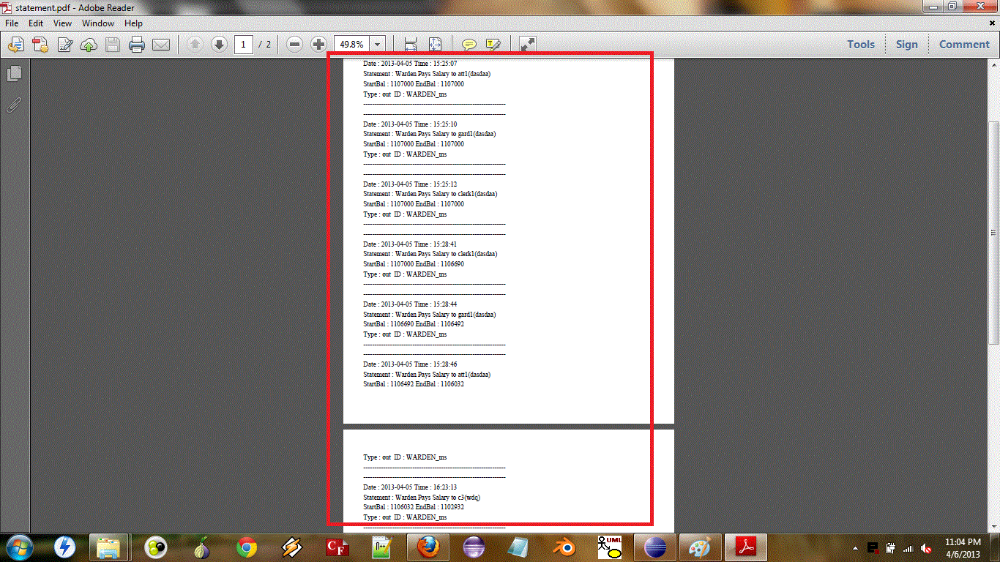 statement.pdf - Adobe Reader
File Edit View Window Help
1 / 2 49.8% Tools Sign Comment
Date : 2013-04-05 Time : 15:25:07
Statement : Warden Pays Salary to att1(dasdaa)
StartBal : 1107000 EndBal : 1107000
Type : out ID : WARDEN_ms
----------------------------------------------------------------
----------------------------------------------------------------
Date : 2013-04-05 Time : 15:25:10
Statement : Warden Pays Salary to gard1(dasdaa)
StartBal : 1107000 EndBal : 1107000
Type : out ID : WARDEN_ms
----------------------------------------------------------------
----------------------------------------------------------------
Date : 2013-04-05 Time : 15:25:12
Statement : Warden Pays Salary to clerk1(dasdaa)
StartBal : 1107000 EndBal : 1107000
Type : out ID : WARDEN_ms
----------------------------------------------------------------
----------------------------------------------------------------
Date : 2013-04-05 Time : 15:28:41
Statement : Warden Pays Salary to clerk1(dasdaa)
StartBal : 1107000 EndBal : 1106690
Type : out ID : WARDEN_ms
----------------------------------------------------------------
----------------------------------------------------------------
Date : 2013-04-05 Time : 15:28:44
Statement : Warden Pays Salary to gard1(dasdaa)
StartBal : 1106690 EndBal : 1106492
Type : out ID : WARDEN_ms
----------------------------------------------------------------
----------------------------------------------------------------
Date : 2013-04-05 Time : 15:28:46
Statement : Warden Pays Salary to att1(dasdaa)
StartBal : 1106492 EndBal : 1106032
Type : out ID : WARDEN_ms
----------------------------------------------------------------
----------------------------------------------------------------
Date : 2013-04-05 Time : 16:23:13
Statement : Warden Pays Salary to c3(wdq)
StartBal : 1106032 EndBal : 1102932
Type : out ID : WARDEN_ms
----------------------------------------------------------------
CF
UML
11:04 PM
4/6/2013